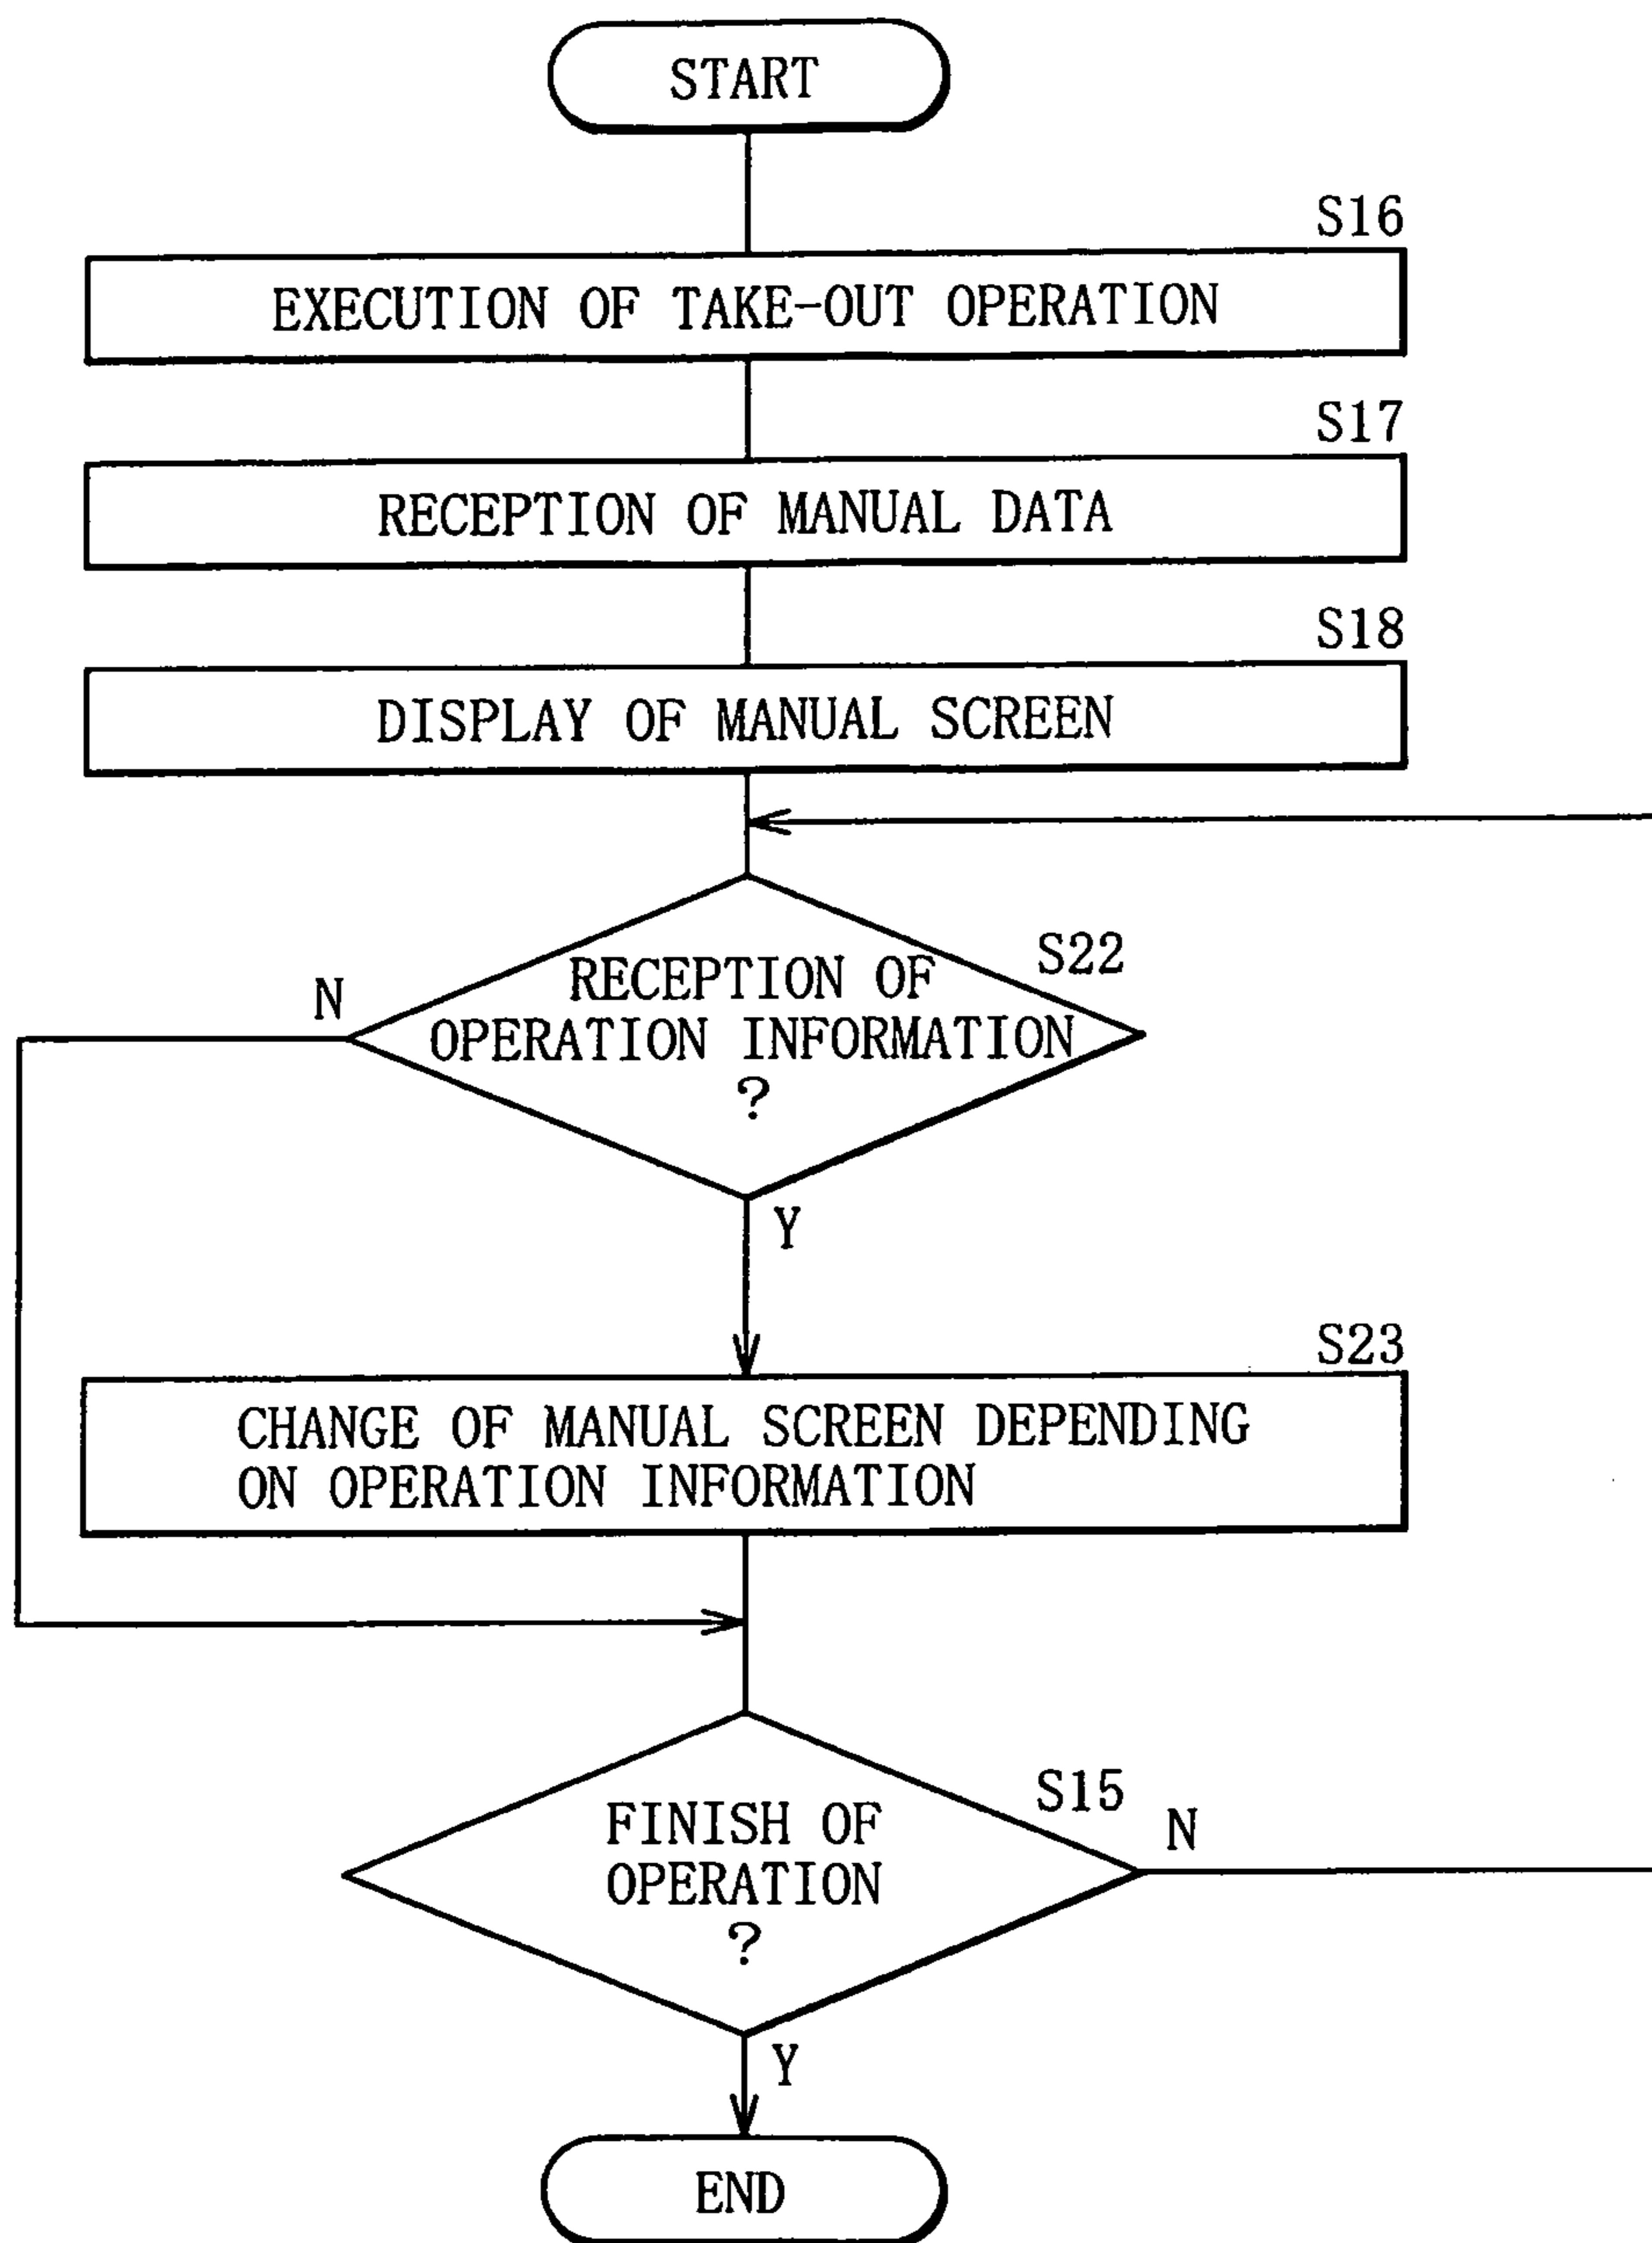 START
S16
EXECUTION OF TAKE-OUT OPERATION
S17
RECEPTION OF MANUAL DATA
S18
DISPLAY OF MANUAL SCREEN
S22
N
RECEPTION OF
OPERATION INFORMATION
?
Y
S23
CHANGE OF MANUAL SCREEN DEPENDING
ON OPERATION INFORMATION
S15
N
FINISH OF
OPERATION
?
Y
END